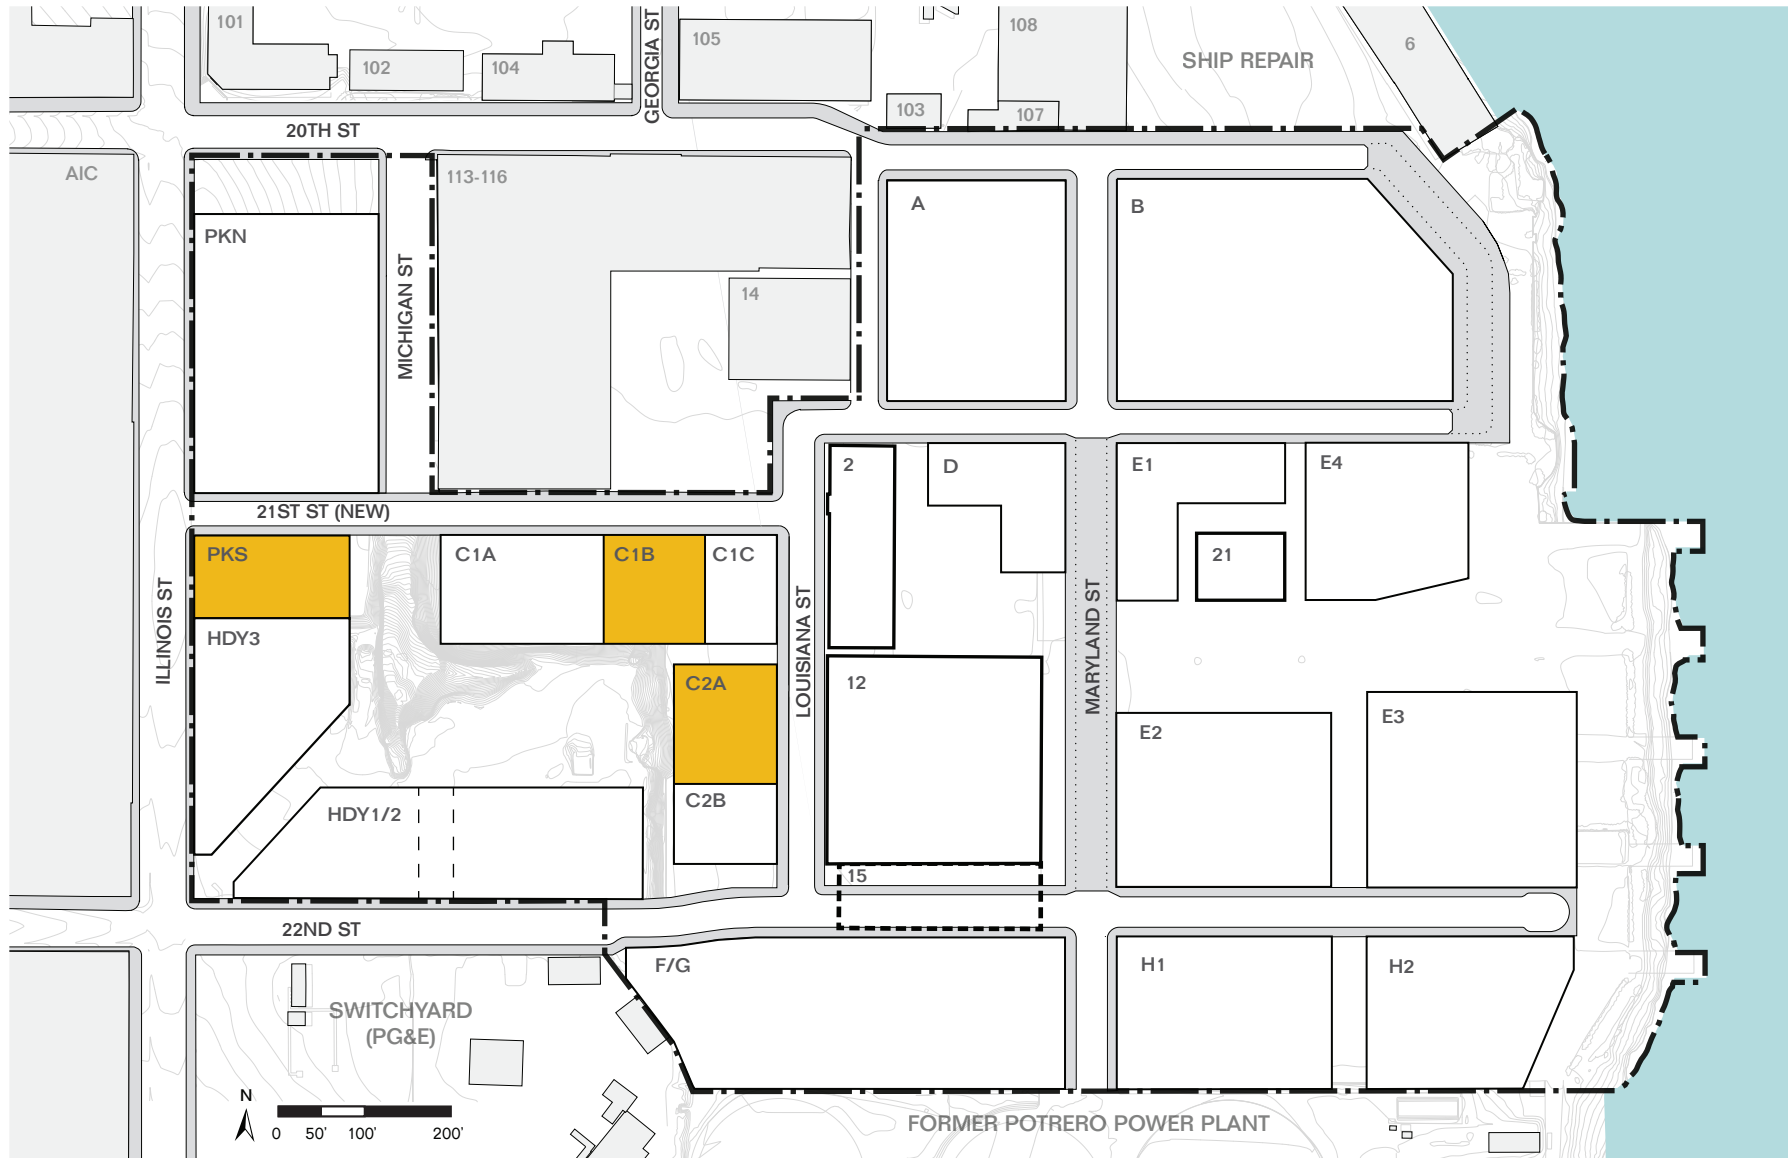 101
102
104
GEORGIA ST
105
103
108
107
SHIP REPAIR
6
20TH ST
AIC
113-116
14
PKN
MICHIGAN ST
A
B
21ST ST (NEW)
2
D
E1
E4
21
PKS
C1A
C1B
C1C
HDY3
ILLINOIS ST
LOUISIANA ST
MARYLAND ST
C2A
12
C2B
E2
E3
HDY1/2
15
22ND ST
F/G
H1
H2
SWITCHYARD
(PG&E)
N
0 50' 100' 200'
FORMER POTRERO POWER PLANT